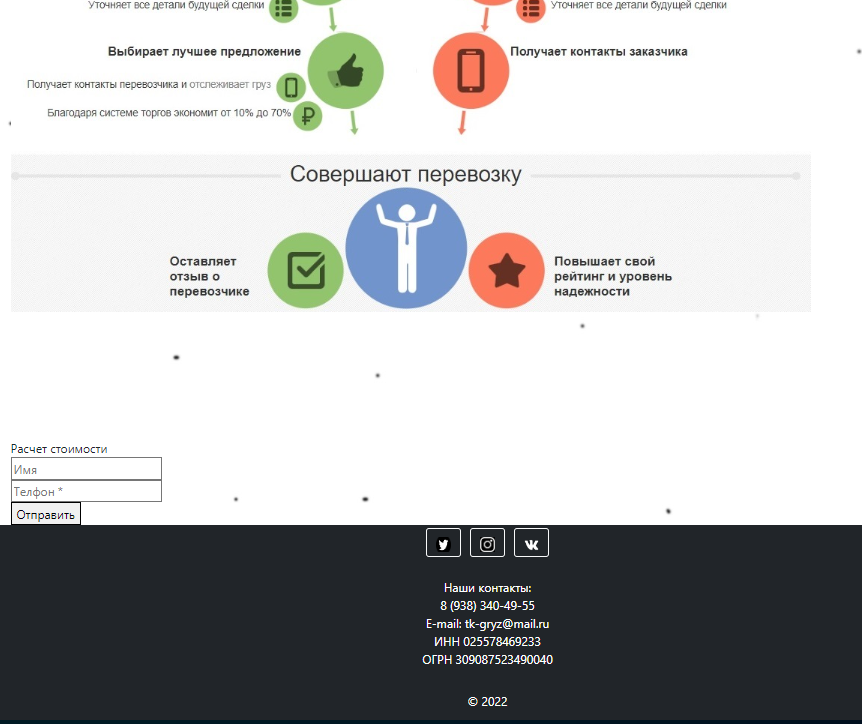 Уточняет все детали будущей сделки
Уточняет все детали будущей сделки
Выбирает лучшее предложение
Получает контакты заказчика
Получает контакты перевозчика и отслеживает груз
Благодаря системе торгов экономит от 10% до 70%
₽
Совершают перевозку
Оставляет
отзыв о
перевозчике
Повышает свой
рейтинг и уровень
надежности
Расчет стоимости
Имя
Телфон *
Отправить
Наши контакты:
8 (938) 340-49-55
E-mail: tk-gryz@mail.ru
ИНН 025578469233
ОГРН 309087523490040
© 2022